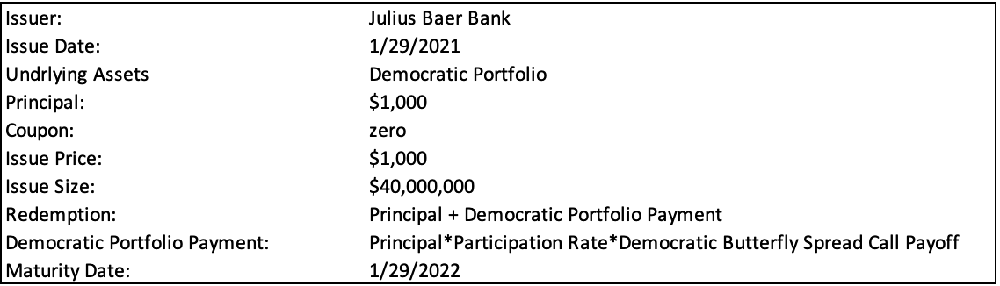 Issuer: Julius Baer Bank
Issue Date: 1/29/2021
Undrlying Assets Democratic Portfolio
Principal: $1,000
Coupon: zero
Issue Price: $1,000
Issue Size: $40,000,000
Redemption: Principal + Democratic Portfolio Payment
Democratic Portfolio Payment: Principal*Participation Rate*Democratic Butterfly Spread Call Payoff
Maturity Date: 1/29/2022